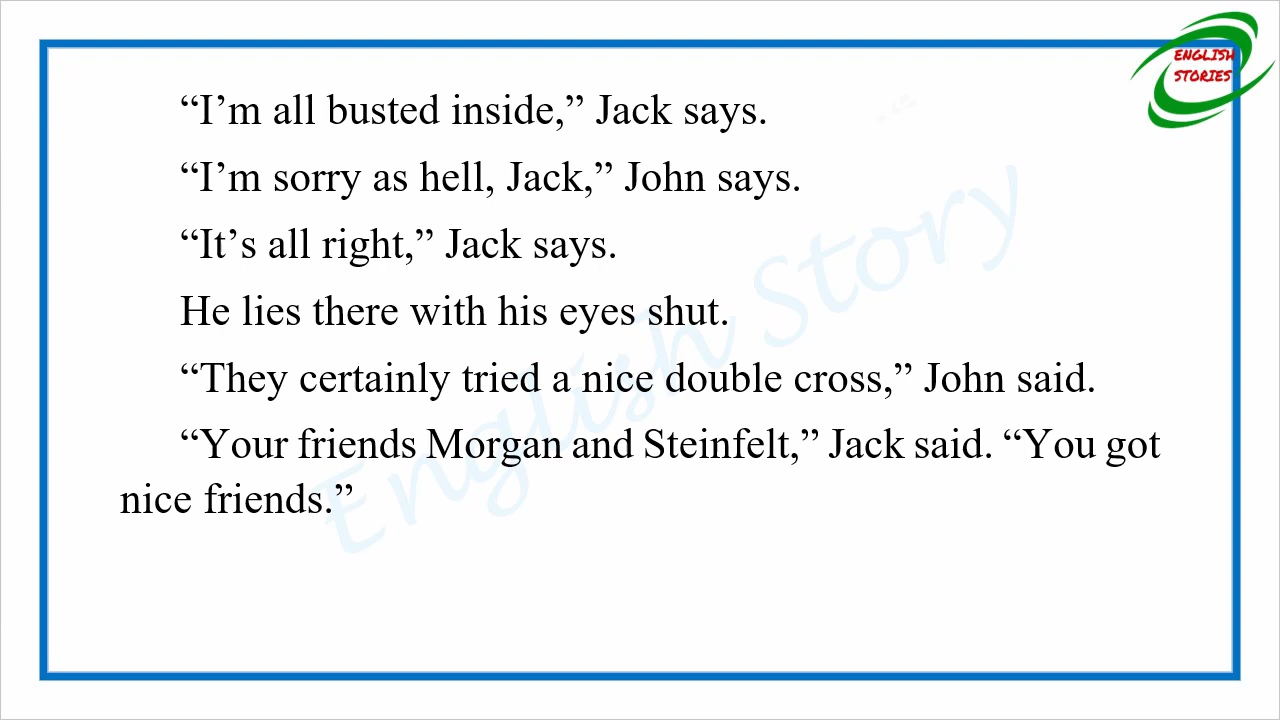 ENGLISH
STORIES
“I’m all busted inside,” Jack says.
“I’m sorry as hell, Jack,” John says.
“It’s all right,” Jack says.
He lies there with his eyes shut.
“They certainly tried a nice double cross,” John said.
“Your friends Morgan and Steinfelt,” Jack said. “You got
nice friends.”
English Story